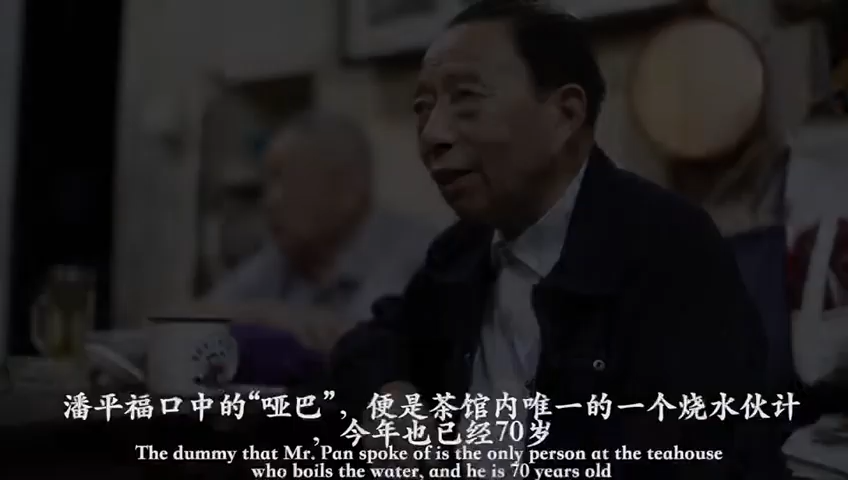 潘平福口中的“哑巴”，便是茶馆内唯一的一个烧水伙计
，今年也已经70岁
The dummy that Mr. Pan spoke of is the only person at the teahouse
who boils the water, and he is 70 years old